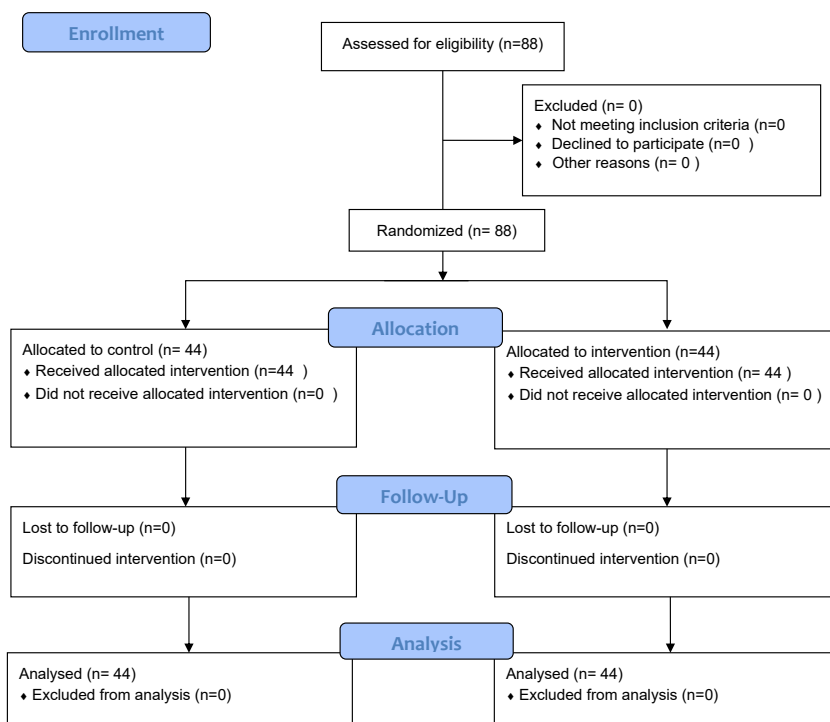 Enrollment
Assessed for eligibility (n=88)
Excluded (n= 0)
♦ Not meeting inclusion criteria (n=0
♦ Declined to participate (n=0 )
♦ Other reasons (n= 0 )
Randomized (n= 88)
Allocation
Allocated to control (n= 44)
♦ Received allocated intervention (n=44 )
♦ Did not receive allocated intervention (n=0 )
Allocated to intervention (n=44)
♦ Received allocated intervention (n= 44 )
♦ Did not receive allocated intervention (n= 0 )
Follow-Up
Lost to follow-up (n=0)
Discontinued intervention (n=0)
Lost to follow-up (n=0)
Discontinued intervention (n=0)
Analysis
Analysed (n= 44)
♦ Excluded from analysis (n=0)
Analysed (n= 44)
♦ Excluded from analysis (n=0)